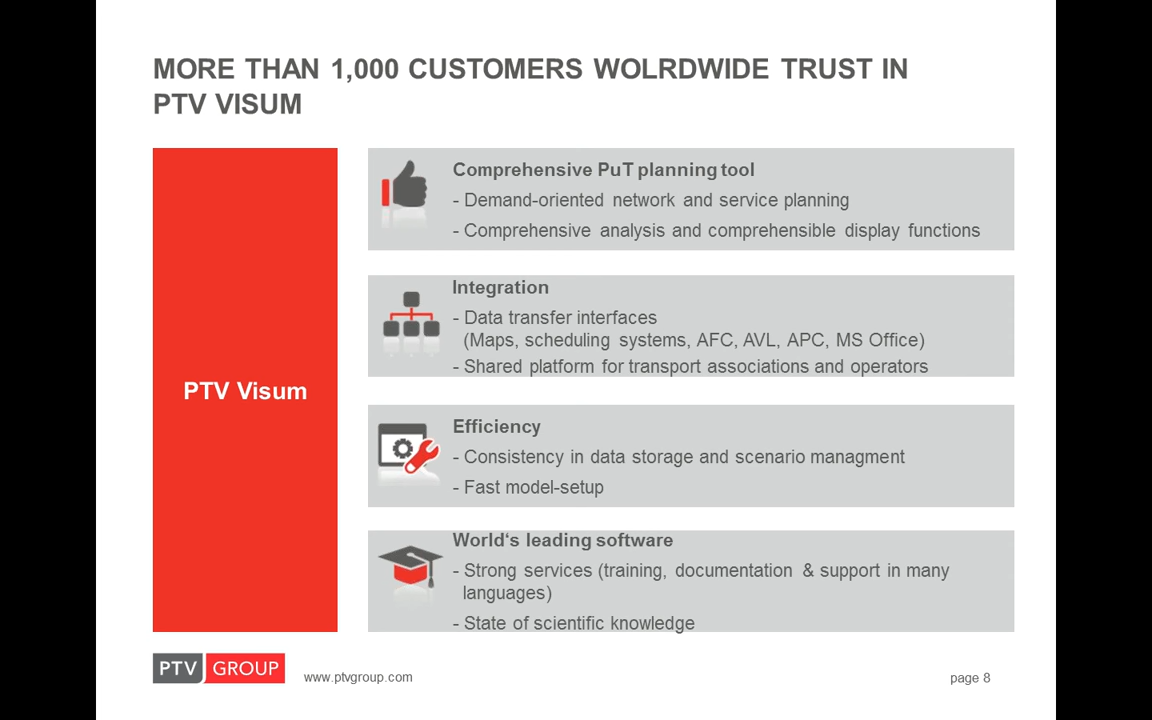 MORE THAN 1,000 CUSTOMERS WOLRDWIDE TRUST IN
PTV VISUM
PTV Visum
Comprehensive PuT planning tool
- Demand-oriented network and service planning
- Comprehensive analysis and comprehensible display functions
Integration
- Data transfer interfaces
(Maps, scheduling systems, AFC, AVL, APC, MS Office)
- Shared platform for transport associations and operators
Efficiency
- Consistency in data storage and scenario managment
- Fast model-setup
World‘s leading software
- Strong services (training, documentation & support in many
languages)
- State of scientific knowledge
PTV GROUP
www.ptvgroup.com
page 8